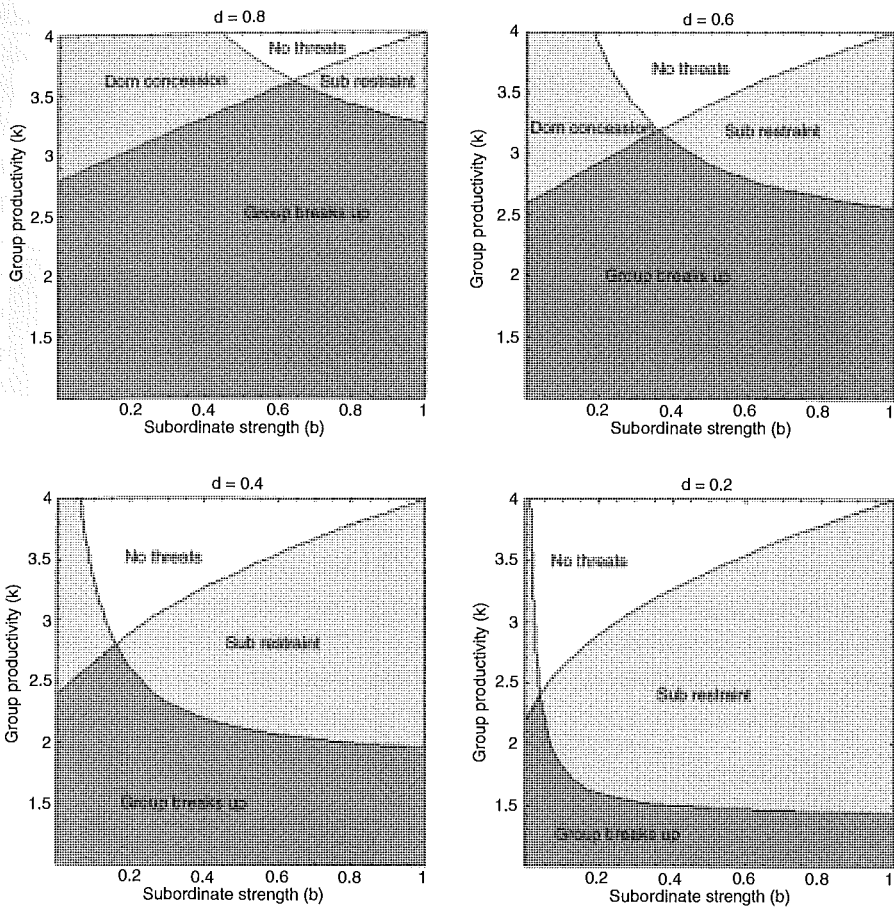 d = 0.8
4
3.5
3
2.5
2
1.5
0.2
0.4
0.6
0.8
1
Group productivity (k)
Subordinate strength (b)
No threats
Dom concession
Sub restraint
Group breaks up
d = 0.6
4
3.5
3
2.5
2
1.5
0.2
0.4
0.6
0.8
1
Group productivity (k)
Subordinate strength (b)
No threats
Dom concession
Sub restraint
Group breaks up
d = 0.4
4
3.5
3
2.5
2
1.5
0.2
0.4
0.6
0.8
1
Group productivity (k)
Subordinate strength (b)
No threats
Sub restraint
Group breaks up
d = 0.2
4
3.5
3
2.5
2
1.5
0.2
0.4
0.6
0.8
1
Group productivity (k)
Subordinate strength (b)
No threats
Sub restraint
Group breaks up